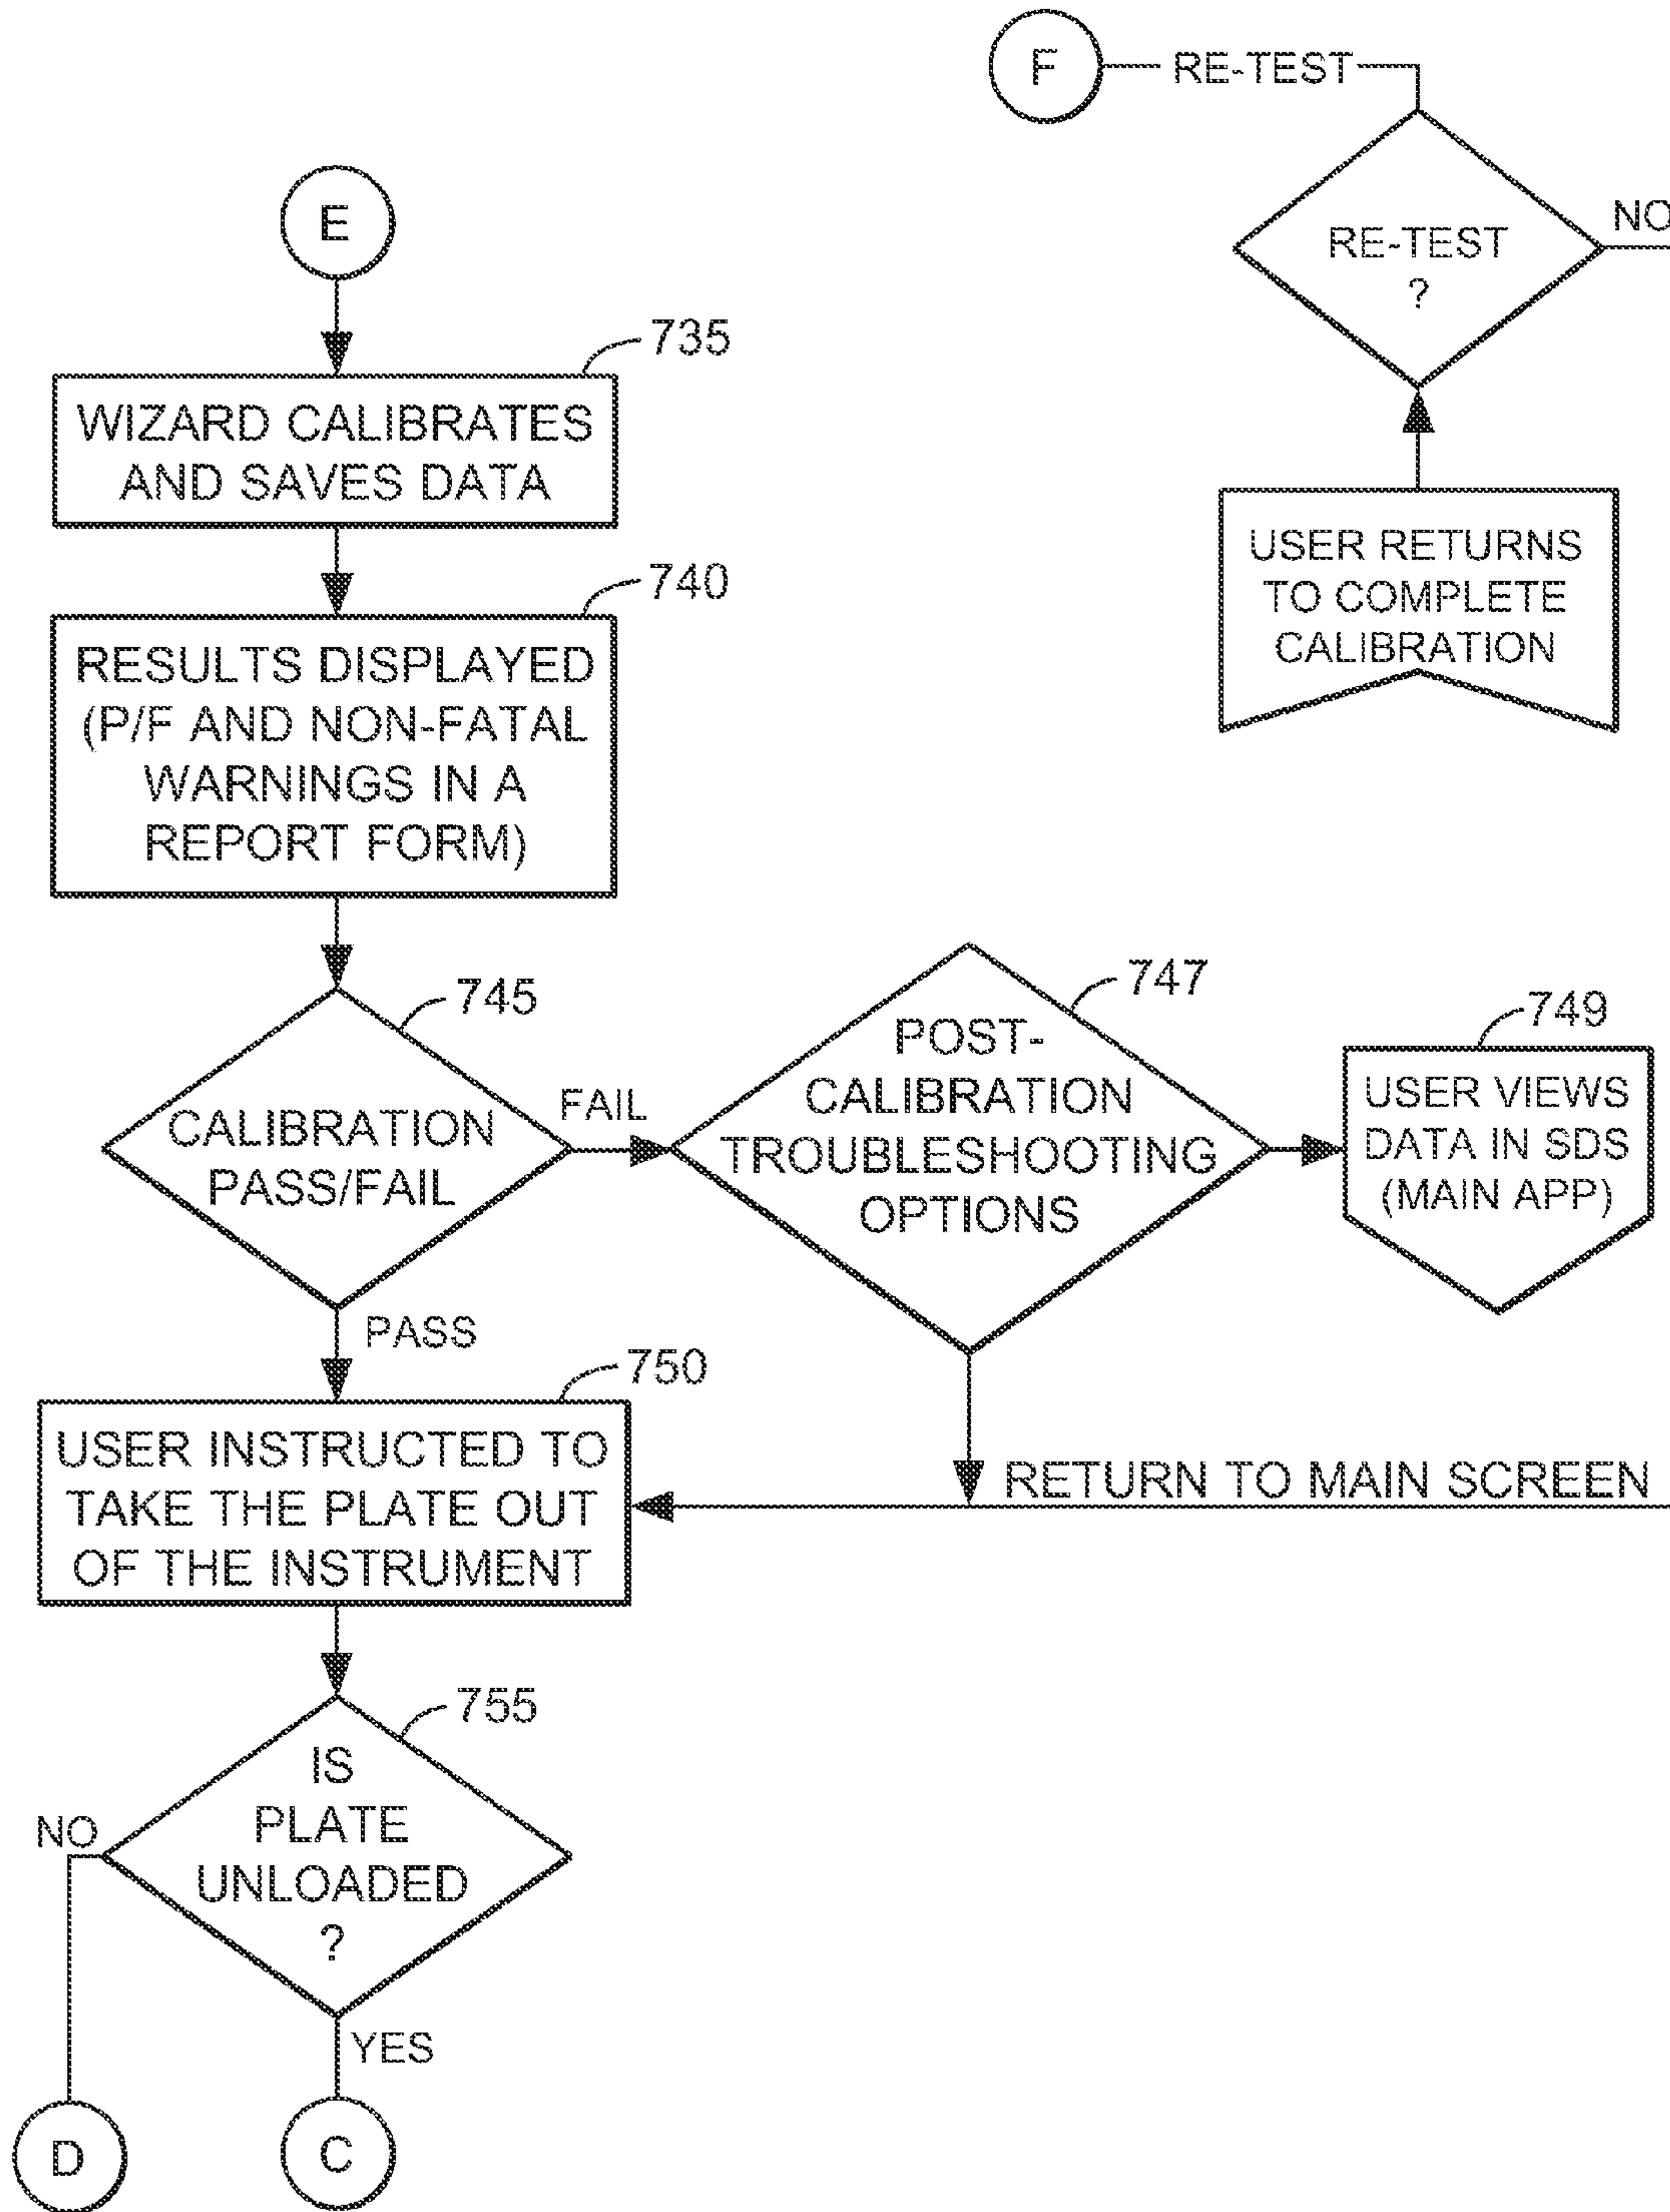 F
RE-TEST
RE-TEST
?
NO
USER RETURNS
TO COMPLETE
CALIBRATION
E
735
WIZARD CALIBRATES
AND SAVES DATA
740
RESULTS DISPLAYED
(P/F AND NON-FATAL
WARNINGS IN A
REPORT FORM)
745
CALIBRATION
PASS/FAIL
FAIL
PASS
747
POST-
CALIBRATION
TROUBLESHOOTING
OPTIONS
749
USER VIEWS
DATA IN SDS
(MAIN APP)
RETURN TO MAIN SCREEN
750
USER INSTRUCTED TO
TAKE THE PLATE OUT
OF THE INSTRUMENT
755
IS
PLATE
UNLOADED
?
NO
YES
D
C